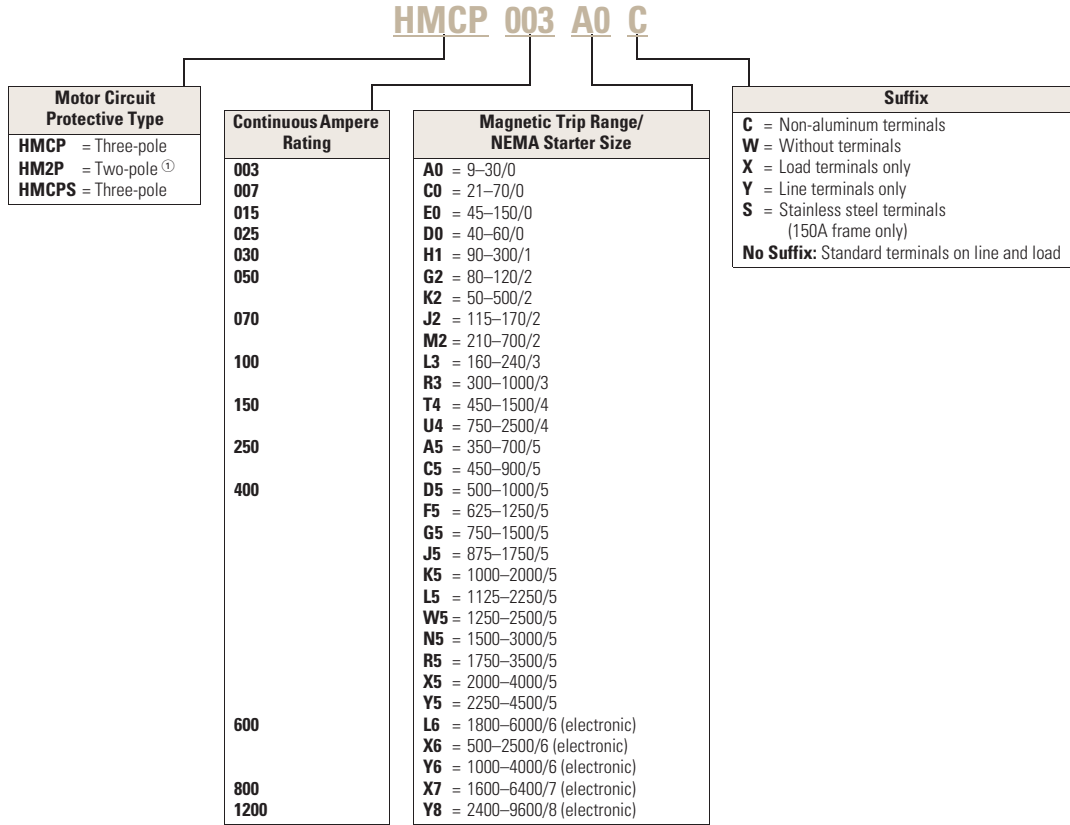 HMCP 003 A0 C
Motor Circuit
Protective Type
HMCP = Three-pole
HM2P = Two-pole ①
HMCPS = Three-pole
Continuous Ampere
Rating
003
007
015
025
030
050
070
100
150
250
400
600
800
1200
Magnetic Trip Range/
NEMA Starter Size
A0 = 9–30/0
C0 = 21–70/0
E0 = 45–150/0
D0 = 40–60/0
H1 = 90–300/1
G2 = 80–120/2
K2 = 50–500/2
J2 = 115–170/2
M2 = 210–700/2
L3 = 160–240/3
R3 = 300–1000/3
T4 = 450–1500/4
U4 = 750–2500/4
A5 = 350–700/5
C5 = 450–900/5
D5 = 500–1000/5
F5 = 625–1250/5
G5 = 750–1500/5
J5 = 875–1750/5
K5 = 1000–2000/5
L5 = 1125–2250/5
W5 = 1250–2500/5
N5 = 1500–3000/5
R5 = 1750–3500/5
X5 = 2000–4000/5
Y5 = 2250–4500/5
L6 = 1800–6000/6 (electronic)
X6 = 500–2500/6 (electronic)
Y6 = 1000–4000/6 (electronic)
X7 = 1600–6400/7 (electronic)
Y8 = 2400–9600/8 (electronic)
Suffix
C = Non-aluminum terminals
W = Without terminals
X = Load terminals only
Y = Line terminals only
S = Stainless steel terminals
(150A frame only)
No Suffix: Standard terminals on line and load